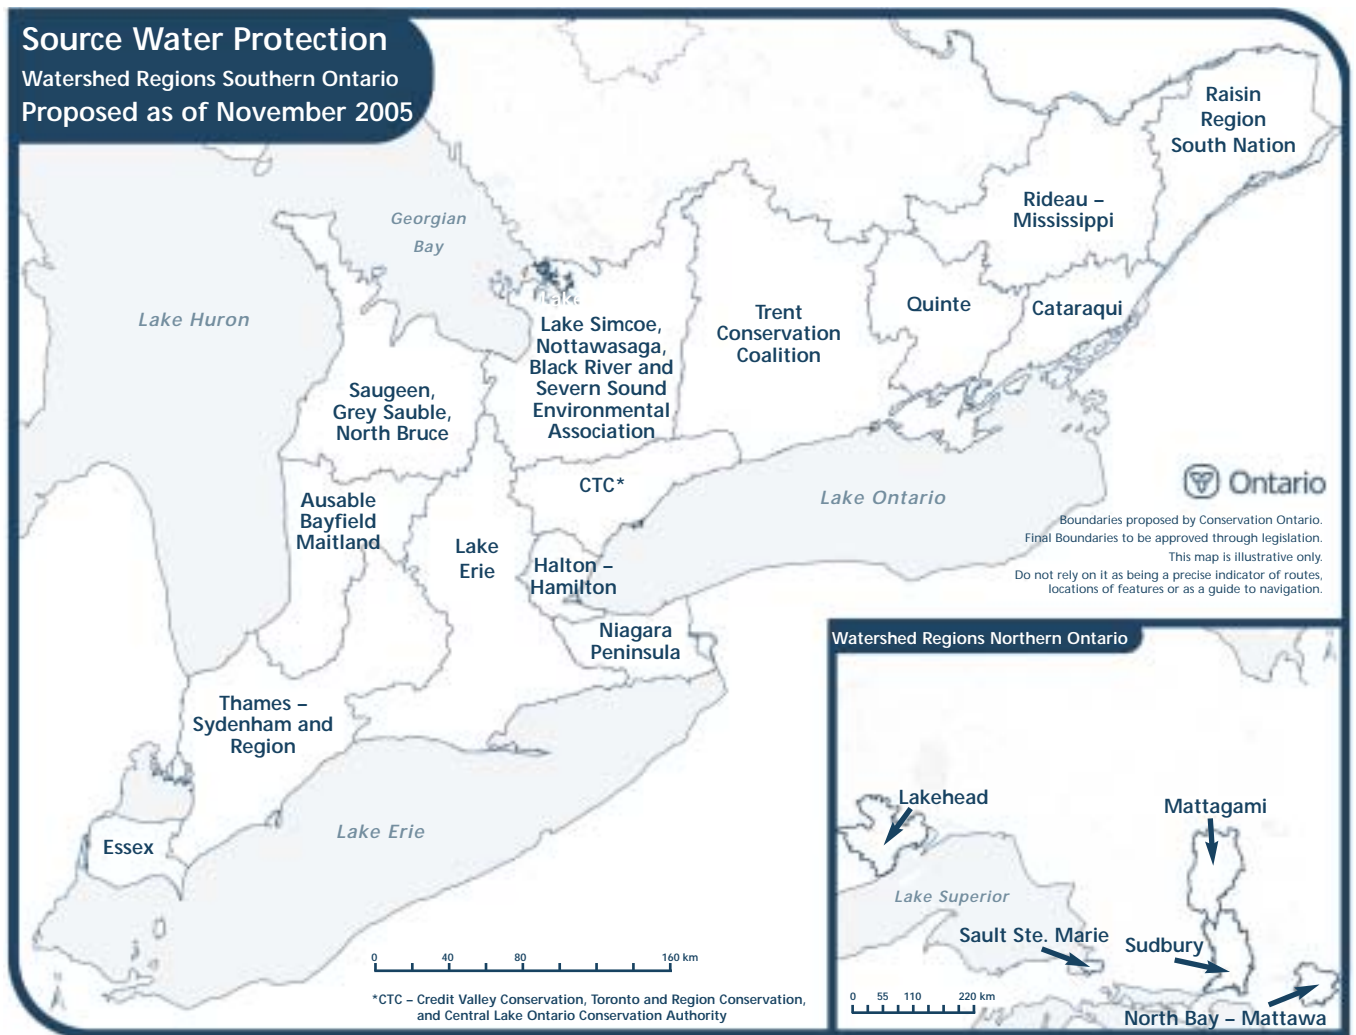 Source Water Protection
Watershed Regions Southern Ontario
Proposed as of November 2005
Raisin
Region
South Nation
Rideau –
Mississippi
Georgian
Bay
Lake Huron
Lake
Lake Simcoe,
Nottawasaga,
Black River and
Severn Sound
Environmental
Association
Trent
Conservation
Coalition
Quinte
Cataraqui
Saugeen,
Grey Sauble,
North Bruce
CTC*
Lake Ontario
Ausable
Bayfield
Maitland
Lake
Erie
Halton –
Hamilton
Niagara
Peninsula
Thames –
Sydenham and
Region
Essex
Lake Erie
Ontario
Boundaries proposed by Conservation Ontario.
Final Boundaries to be approved through legislation.
This map is illustrative only.
Do not rely on it as being a precise indicator of routes,
locations of features or as a guide to navigation.
0 40 80 160 km
*CTC – Credit Valley Conservation, Toronto and Region Conservation,
and Central Lake Ontario Conservation Authority
Watershed Regions Northern Ontario
Lakehead
Mattagami
Lake Superior
Sault Ste. Marie
Sudbury
North Bay – Mattawa
0 55 110 220 km